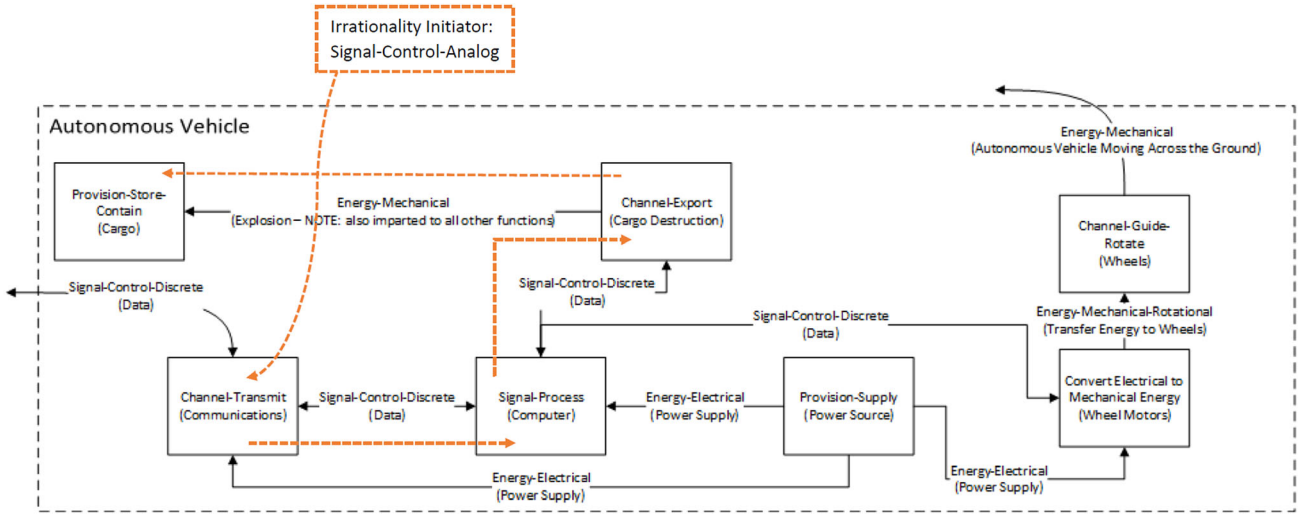 Irrationality Initiator:
Signal-Control-Analog
Autonomous Vehicle
Energy-Mechanical
(Autonomous Vehicle Moving Across the Ground)
Provision-Store-
Contain
(Cargo)
Energy-Mechanical
(Explosion – NOTE: also imparted to all other functions)
Channel-Export
(Cargo Destruction)
Channel-Guide-
Rotate
(Wheels)
Signal-Control-Discrete
(Data)
Signal-Control-Discrete
(Data)
Signal-Control-Discrete
(Data)
Energy-Mechanical-Rotational
(Transfer Energy to Wheels)
Channel-Transmit
(Communications)
Signal-Control-Discrete
(Data)
Signal-Process
(Computer)
Energy-Electrical
(Power Supply)
Provision-Supply
(Power Source)
Convert Electrical to
Mechanical Energy
(Wheel Motors)
Energy-Electrical
(Power Supply)
Energy-Electrical
(Power Supply)